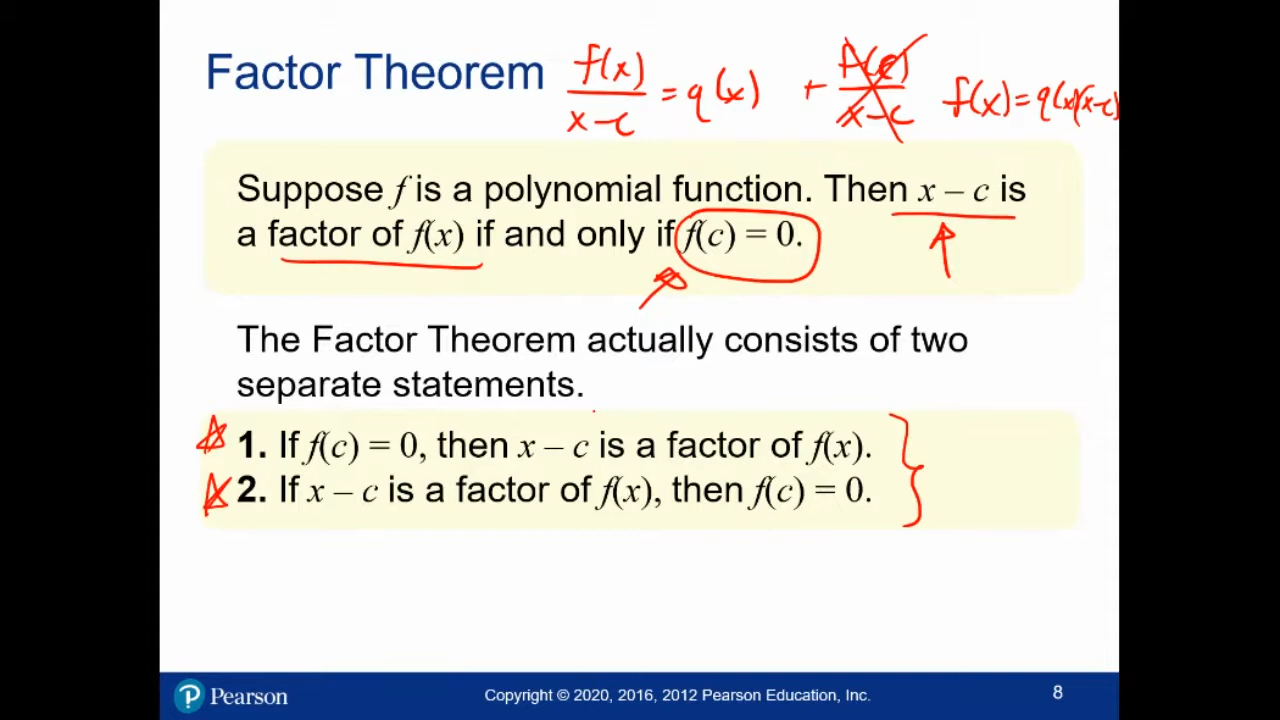 Factor Theorem f(x)/(x-c) = q(x) + f(c)/(x-c) f(x) = q(x)(x-c)
Suppose f is a polynomial function. Then x – c is
a factor of f(x) if and only if f(c) = 0.
The Factor Theorem actually consists of two
separate statements.
1. If f(c) = 0, then x – c is a factor of f(x).
2. If x – c is a factor of f(x), then f(c) = 0.
P Pearson Copyright © 2020, 2016, 2012 Pearson Education, Inc. 8